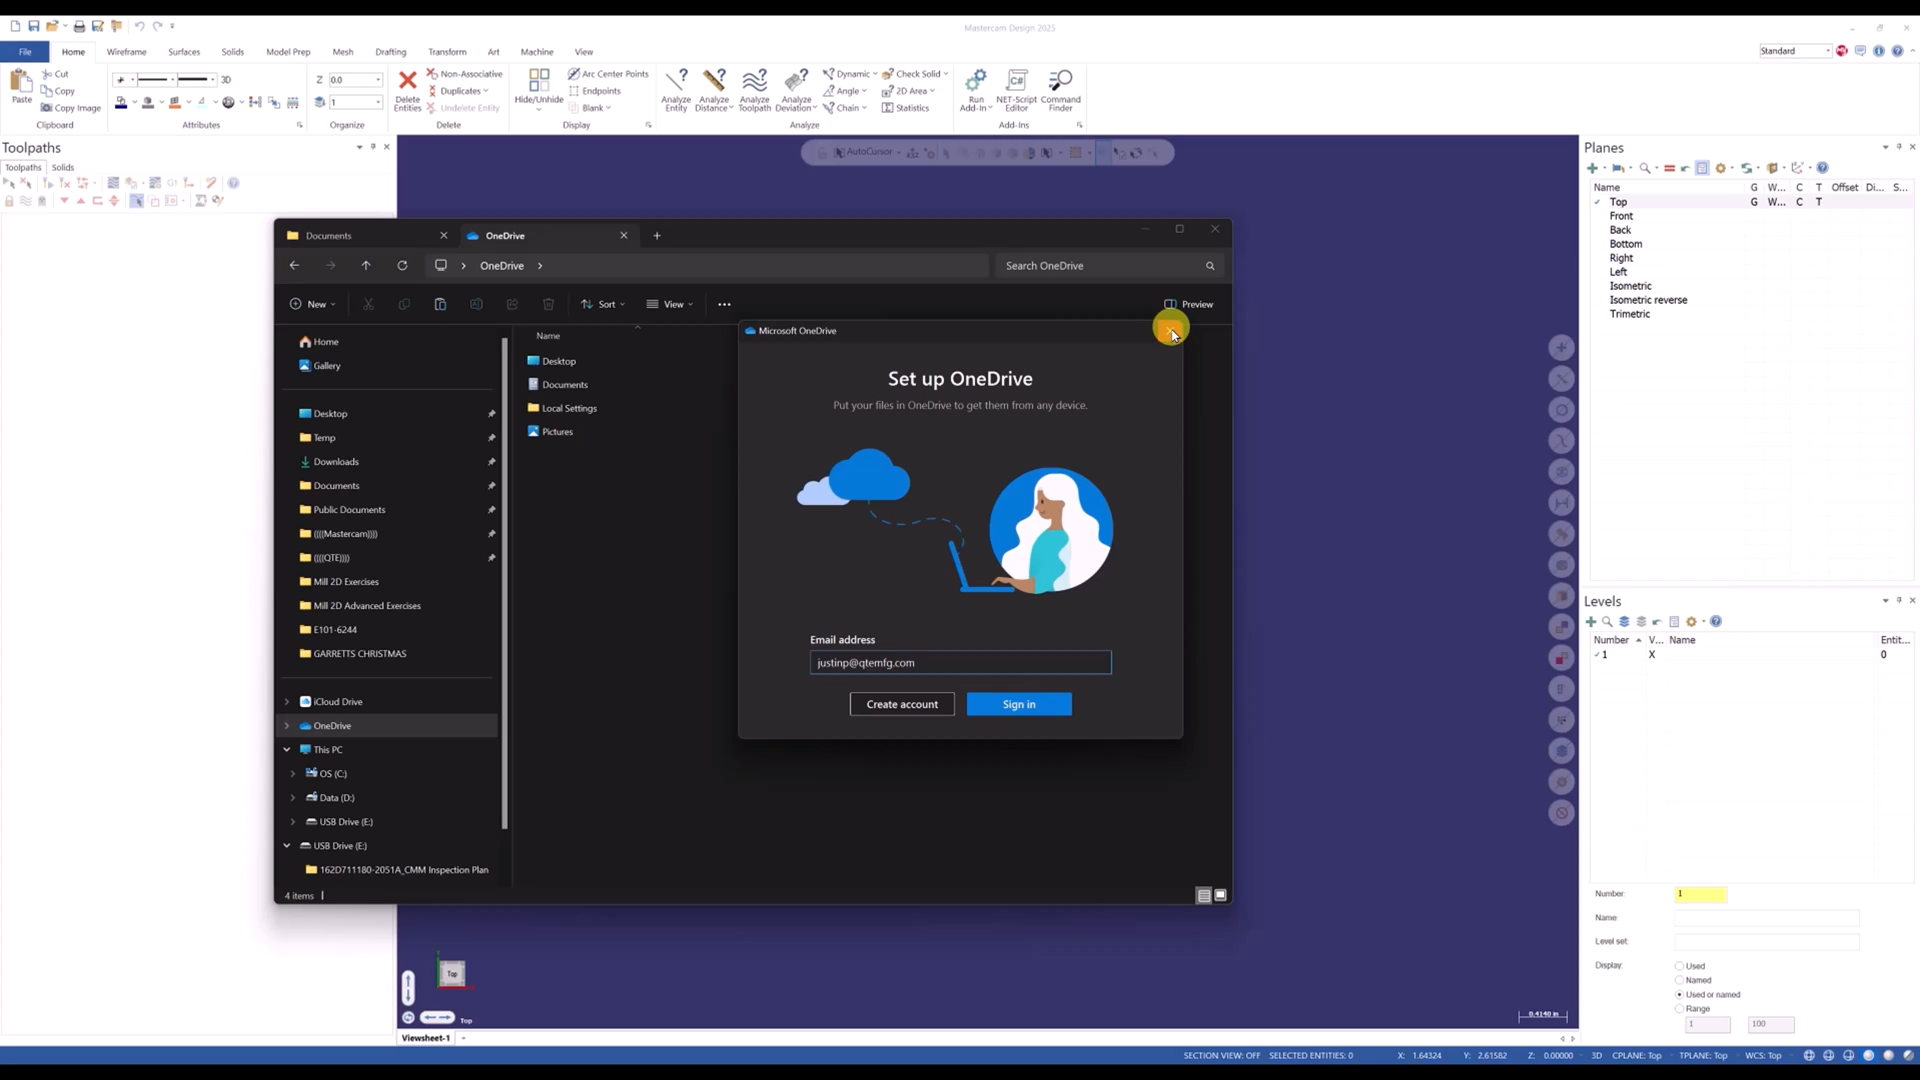 Mastercam Design 2025
File Home Wireframe Surfaces Solids Model Prep Mesh Drafting Transform Art Machine View
Standard
Paste
Cut
Copy
Copy Image
Clipboard
3D
Attributes
Z 0.0
1
Organize
Delete Entities
Non-Associative
Duplicates
Undelete Entity
Delete
Hide/Unhide
Arc Center Points
Endpoints
Blank
Display
Analyze Entity
Analyze Distance
Analyze Toolpath
Analyze Deviation
Dynamic
Angle
Chain
Check Solid
2D Area
Statistics
Analyze
Run Add-In
.NET-Script Editor
Command Finder
Add-Ins
Toolpaths
Toolpaths Solids
G1
AutoCursor
Documents
OneDrive
OneDrive
Search OneDrive
New
Sort
View
Preview
Home
Gallery
Desktop
Temp
Downloads
Documents
Public Documents
((((Mastercam))))
((((QTE))))
Mill 2D Exercises
Mill 2D Advanced Exercises
E101-6244
GARRETTS CHRISTMAS
iCloud Drive
OneDrive
This PC
OS (C:)
Data (D:)
USB Drive (E:)
USB Drive (E:)
162D711180-2051A_CMM Inspection Plan
4 items
Name
Desktop
Documents
Local Settings
Pictures
Microsoft OneDrive
Set up OneDrive
Put your files in OneDrive to get them from any device.
Email address
justinp@qtemfg.com
Create account
Sign in
Planes
Name G W... C T Offset Di... S...
Top G W... C T
Front
Back
Bottom
Right
Left
Isometric
Isometric reverse
Trimetric
Levels
Number V... Name Entit...
1 X 0
Number: 1
Name:
Level set:
Display: Used
Named
Used or named
Range
1 100
Top
Top
0.4140 in
Viewsheet-1
SECTION VIEW: OFF SELECTED ENTITIES: 0 X: 1.64324 Y: 2.61582 Z: 0.00000 3D CPLANE: Top TPLANE: Top WCS: Top